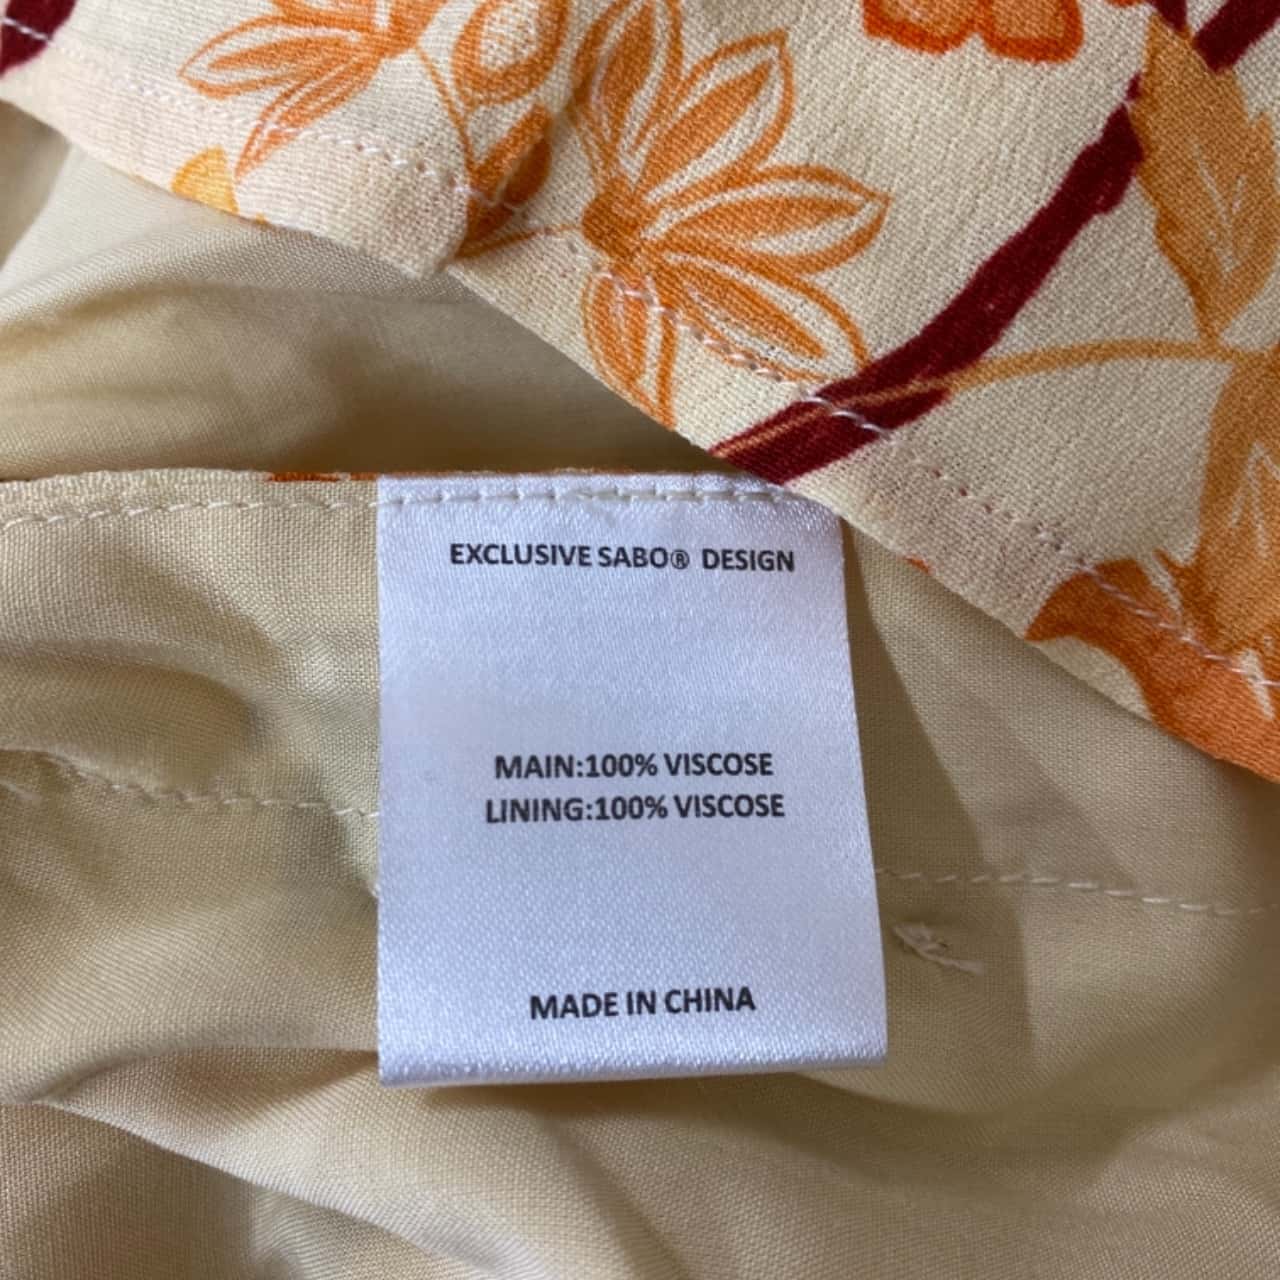 EXCLUSIVE SABO® DESIGN
MAIN:100% VISCOSE
LINING:100% VISCOSE
MADE IN CHINA